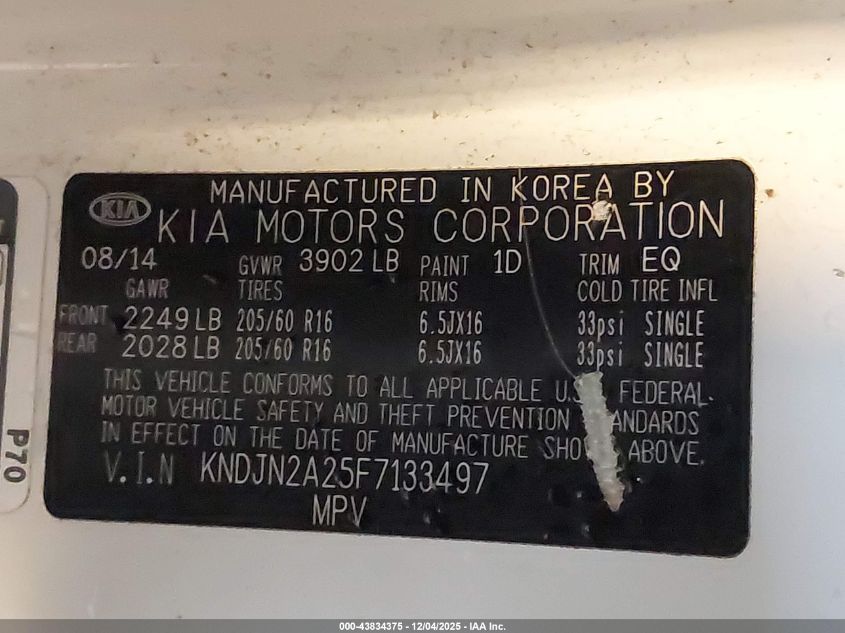 MANUFACTURED IN KOREA BY
KIA KIA MOTORS CORPORATION
08/14 GVWR 3902 LB PAINT 1D TRIM EQ
GAWR TIRES RIMS COLD TIRE INFL
FRONT 2249 LB 205/60 R16 6.5JX16 33psi SINGLE
REAR 2028 LB 205/60 R16 6.5JX16 33psi SINGLE
THIS VEHICLE CONFORMS TO ALL APPLICABLE FEDERAL
MOTOR VEHICLE SAFETY AND THEFT PREVENTION
IN EFFECT ON THE DATE OF MANUFACTURE ABOVE.
V.I.N KNDJN2A25F7133497
MPV
P70
000-43834375 - 12/04/2025 - IAA Inc.